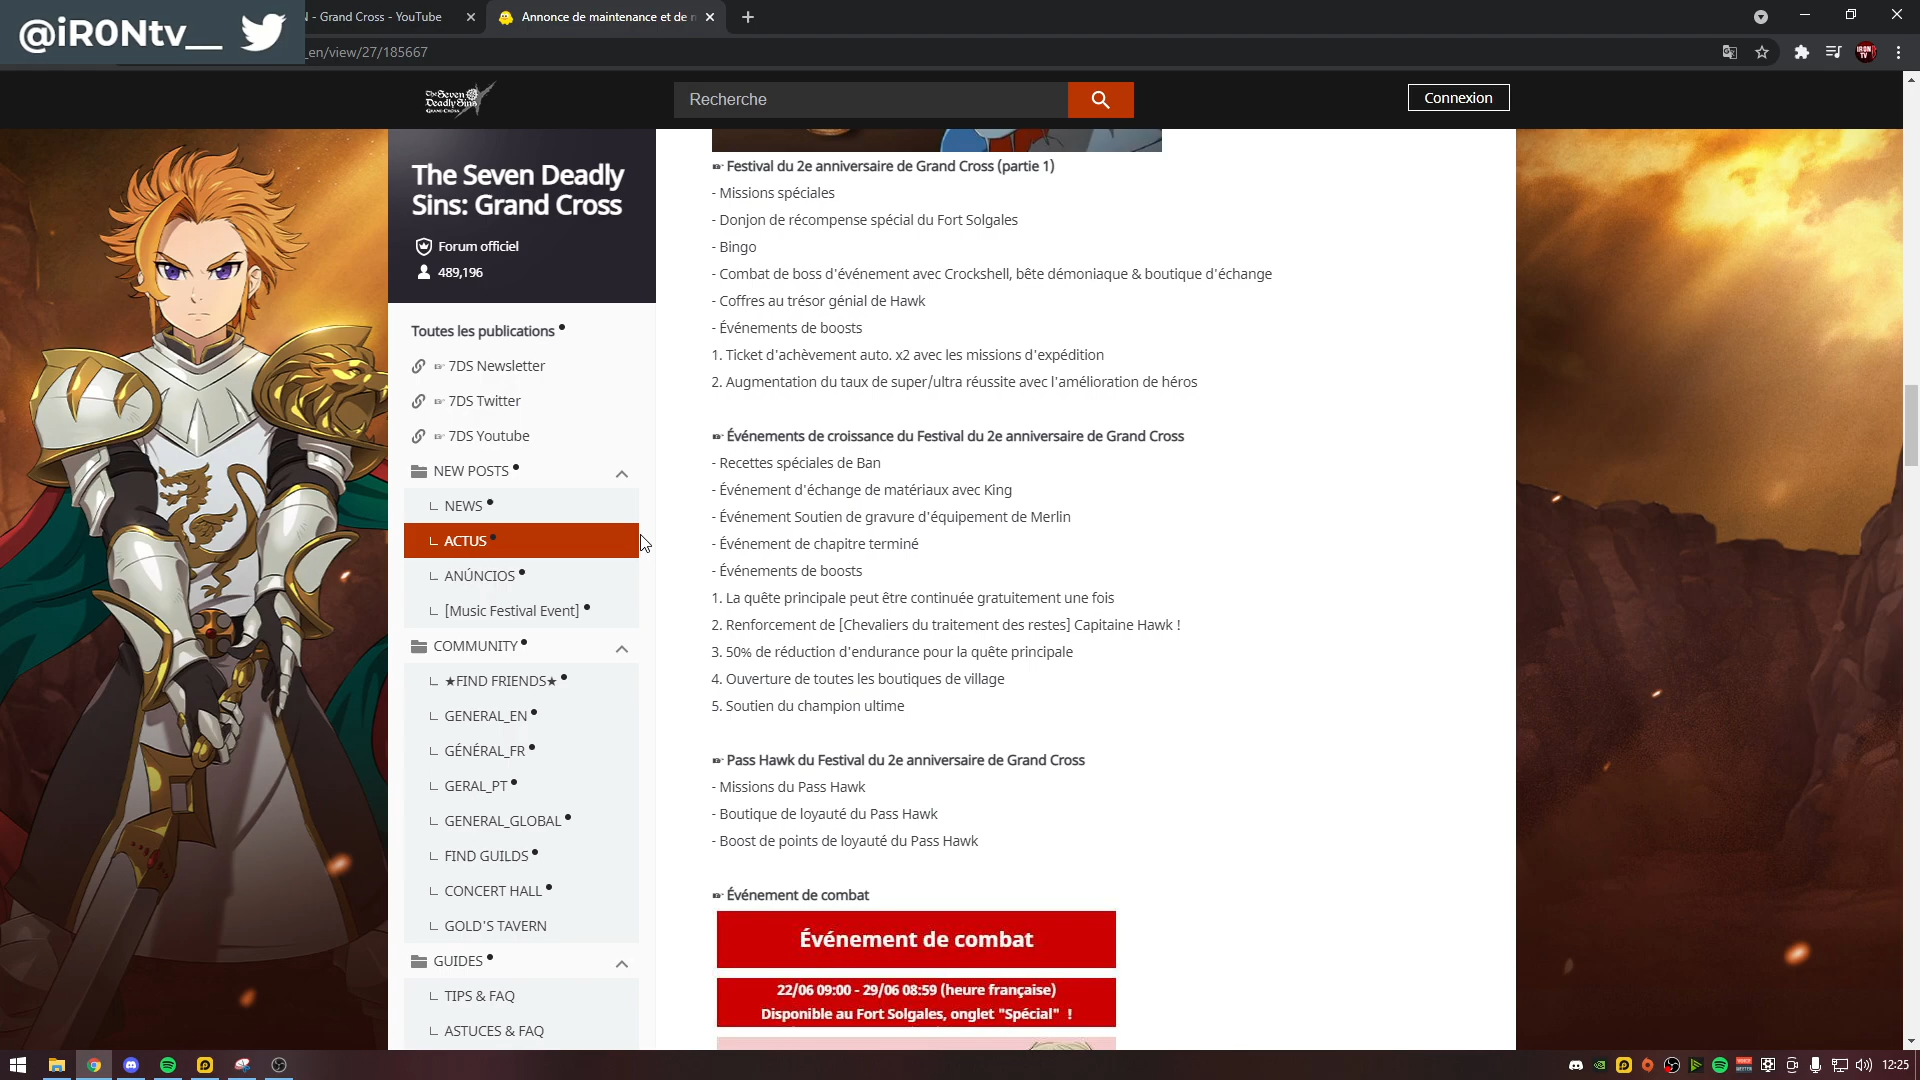 @iR0Ntv__
- Grand Cross - YouTube
Annonce de maintenance et de
_en/view/27/185667
The Seven
Deadly Sins
GRAND CROSS
Recherche
Connexion
The Seven Deadly
Sins: Grand Cross
Forum officiel
489,196
Toutes les publications
☞ 7DS Newsletter
☞ 7DS Twitter
☞ 7DS Youtube
NEW POSTS
NEWS
ACTUS
ANÚNCIOS
[Music Festival Event]
COMMUNITY
★FIND FRIENDS★
GENERAL_EN
GÉNÉRAL_FR
GERAL_PT
GENERAL_GLOBAL
FIND GUILDS
CONCERT HALL
GOLD'S TAVERN
GUIDES
TIPS & FAQ
ASTUCES & FAQ
☞ Festival du 2e anniversaire de Grand Cross (partie 1)
- Missions spéciales
- Donjon de récompense spécial du Fort Solgales
- Bingo
- Combat de boss d'événement avec Crockshell, bête démoniaque & boutique d'échange
- Coffres au trésor génial de Hawk
- Événements de boosts
1. Ticket d'achèvement auto. x2 avec les missions d'expédition
2. Augmentation du taux de super/ultra réussite avec l'amélioration de héros
☞ Événements de croissance du Festival du 2e anniversaire de Grand Cross
- Recettes spéciales de Ban
- Événement d'échange de matériaux avec King
- Événement Soutien de gravure d'équipement de Merlin
- Événement de chapitre terminé
- Événements de boosts
1. La quête principale peut être continuée gratuitement une fois
2. Renforcement de [Chevaliers du traitement des restes] Capitaine Hawk !
3. 50% de réduction d'endurance pour la quête principale
4. Ouverture de toutes les boutiques de village
5. Soutien du champion ultime
☞ Pass Hawk du Festival du 2e anniversaire de Grand Cross
- Missions du Pass Hawk
- Boutique de loyauté du Pass Hawk
- Boost de points de loyauté du Pass Hawk
☞ Événement de combat
Événement de combat
22/06 09:00 - 29/06 08:59 (heure française)
Disponible au Fort Solgales, onglet "Spécial" !
12:25